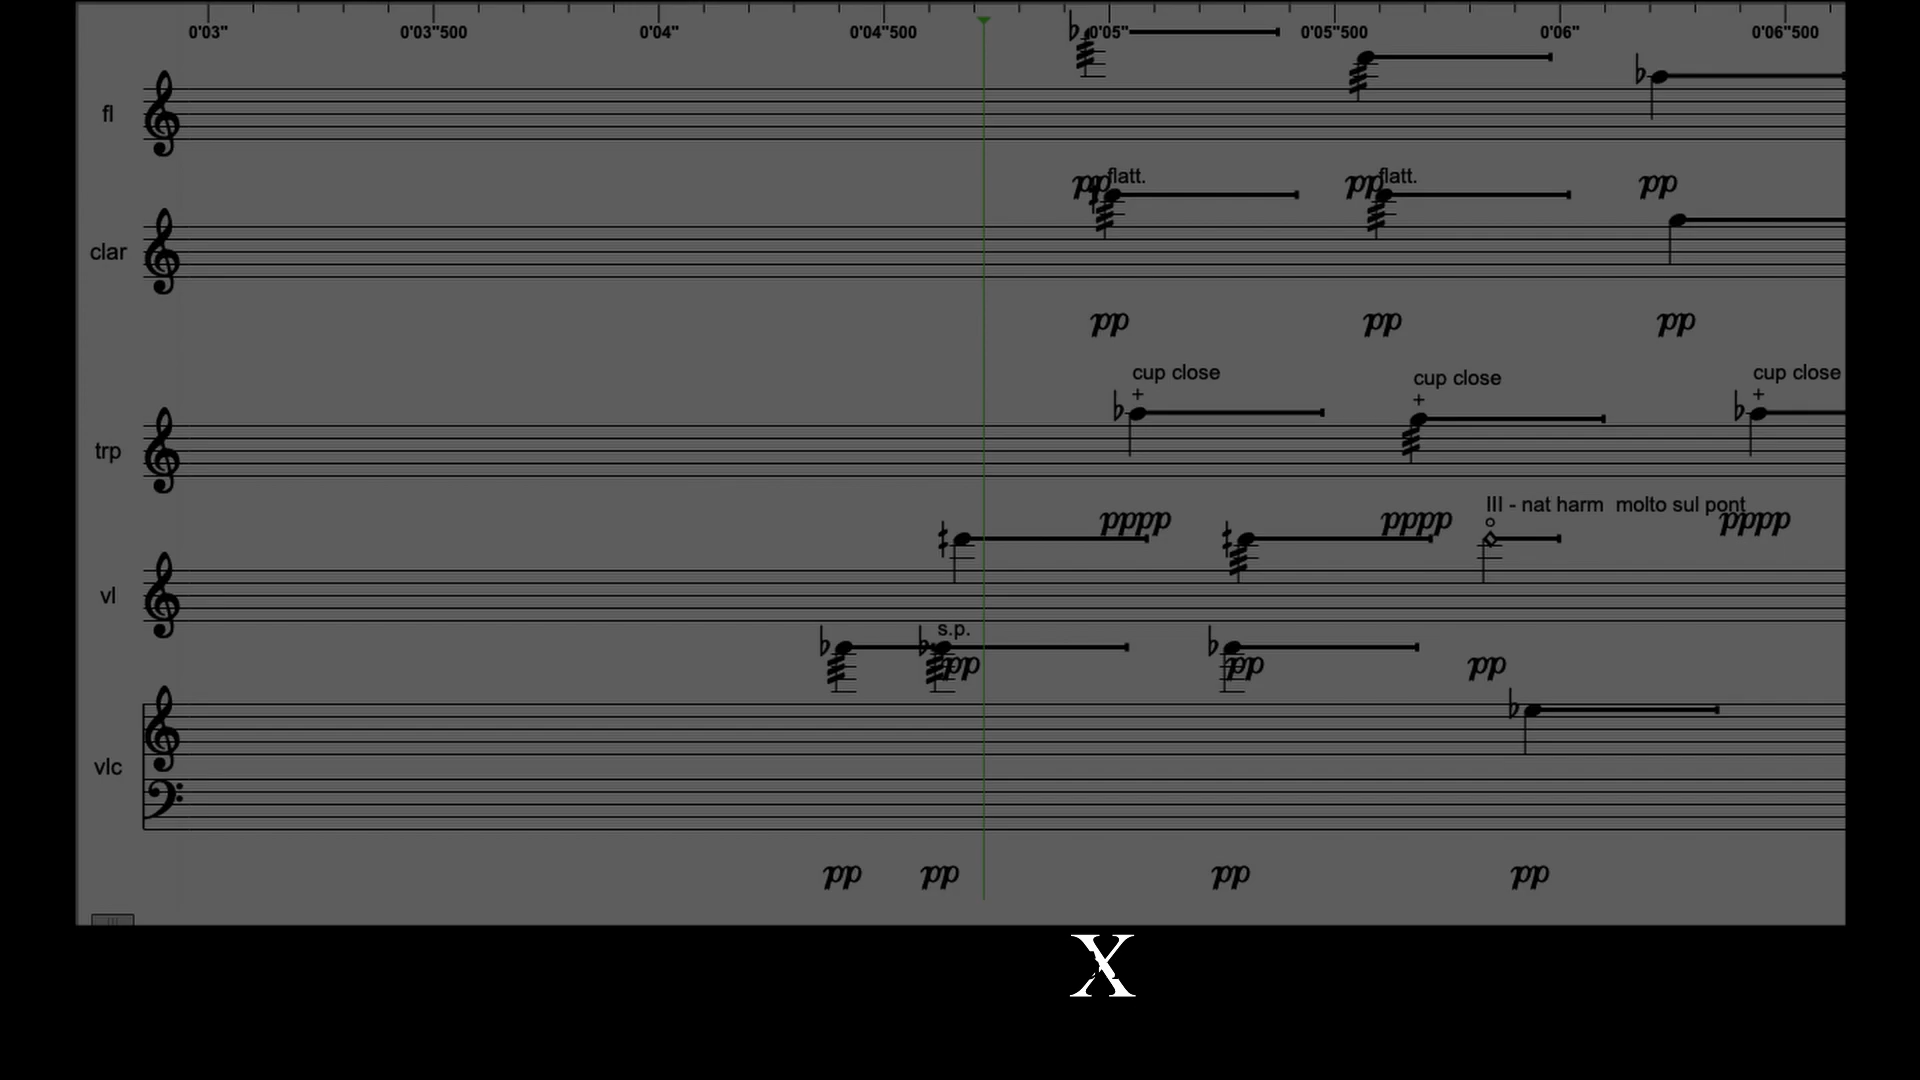 0'03" 0'03"500 0'04" 0'04"500 0'05" 0'05"500 0'06" 0'06"500
fl
pp flatt. pp flatt. pp
clar
pp pp pp
cup close cup close cup close
trp
III - nat harm molto sul pont
pppp pppp pppp
vl
s.p.
pp pp pp
vlc
pp pp pp pp
X